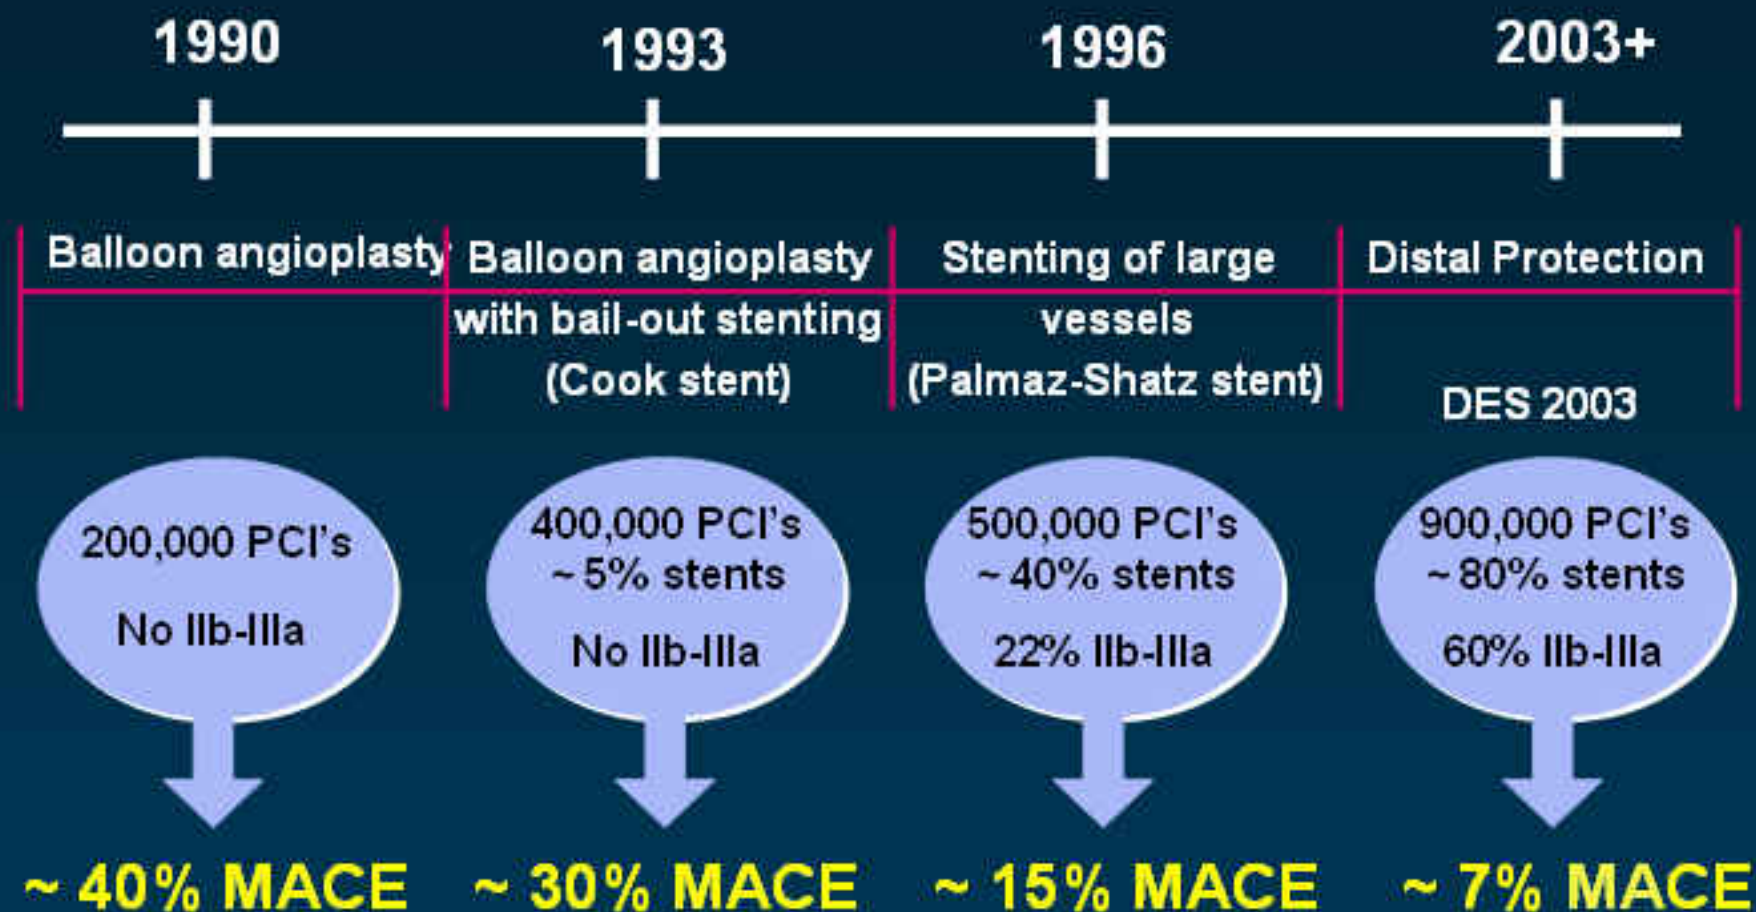 1990
1993
1996
2003+
Balloon angioplasty
Balloon angioplasty
with bail-out stenting
(Cook stent)
Stenting of large
vessels
(Palmaz-Shatz stent)
Distal Protection
DES 2003
200,000 PCI's
No IIb-IIIa
400,000 PCI's
~ 5% stents
No IIb-IIIa
500,000 PCI's
~ 40% stents
22% IIb-IIIa
900,000 PCI's
~ 80% stents
60% IIb-IIIa
~ 40% MACE
~ 30% MACE
~ 15% MACE
~ 7% MACE